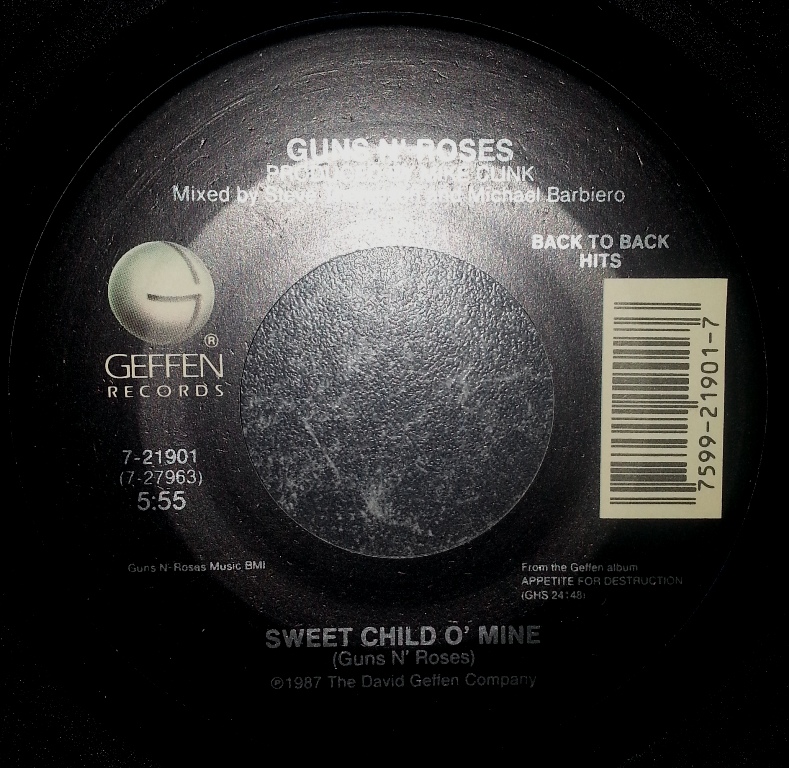 GUNS N' ROSES
PRODUCED BY MIKE CLINK
Mixed by Steve Thompson and Michael Barbiero
BACK TO BACK
HITS
G
®
GEFFEN
RECORDS
7599-21901-7
7-21901
(7-27963)
5:55
Guns N' Roses Music BMI
From the Geffen album
APPETITE FOR DESTRUCTION
(GHS 24148)
SWEET CHILD O' MINE
(Guns N' Roses)
℗1987 The David Geffen Company